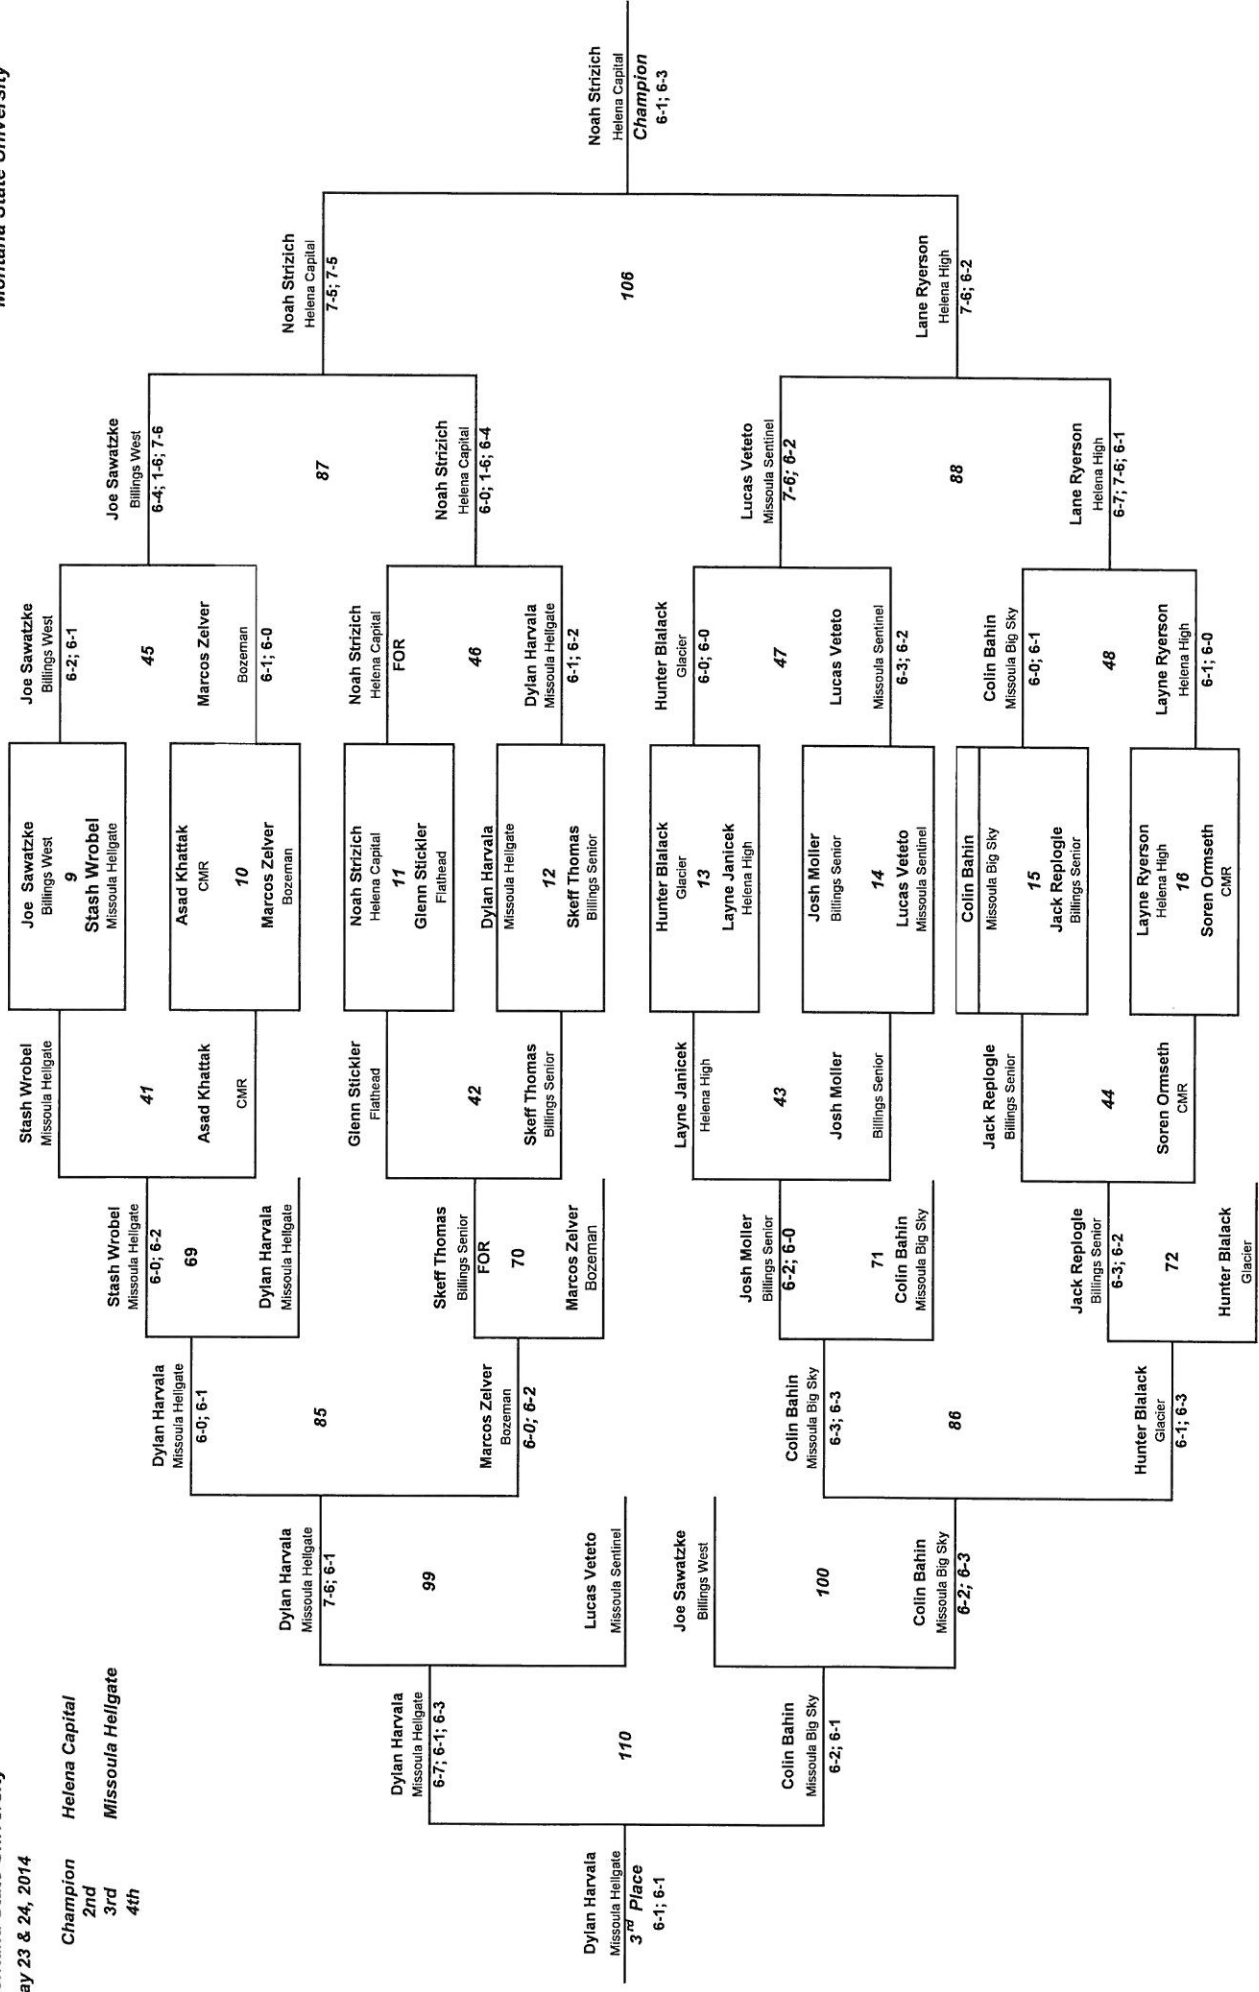 Montana State University
ay 23 & 24, 2014
Champion Helena Capital
2nd
3rd Missoula Hellgate
4th
Dylan Harvala
Missoula Hellgate
3rd Place
6-1; 6-1
Dylan Harvala
Missoula Hellgate
6-7; 6-1; 6-3
110
Colin Bahin
Missoula Big Sky
6-2; 6-1
Dylan Harvala
Missoula Hellgate
7-6; 6-1
99
Lucas Veteto
Missoula Sentinel
Joe Sawatzke
Billings West
100
Colin Bahin
Missoula Big Sky
6-2; 6-3
Dylan Harvala
Missoula Hellgate
6-0; 6-1
85
Marcos Zelver
Bozeman
6-0; 6-2
Colin Bahin
Missoula Big Sky
6-3; 6-3
86
Hunter Blalack
Glacier
6-1; 6-3
Stash Wrobel
Missoula Hellgate
6-0; 6-2
69
Dylan Harvala
Missoula Hellgate
Skeff Thomas
Billings Senior
FOR
70
Marcos Zelver
Bozeman
Josh Moller
Billings Senior
6-2; 6-0
71
Colin Bahin
Missoula Big Sky
Jack Replogle
Billings Senior
6-3; 6-2
72
Hunter Blalack
Glacier
Stash Wrobel
Missoula Hellgate
41
Asad Khattak
CMR
Glenn Stickler
Flathead
42
Skeff Thomas
Billings Senior
Layne Janicek
Helena High
43
Josh Moller
Billings Senior
Jack Replogle
Billings Senior
44
Soren Ormseth
CMR
Joe Sawatzke
Billings West
9
Stash Wrobel
Missoula Hellgate
Asad Khattak
CMR
10
Marcos Zelver
Bozeman
Noah Strizich
Helena Capital
11
Glenn Stickler
Flathead
Dylan Harvala
Missoula Hellgate
12
Skeff Thomas
Billings Senior
Hunter Blalack
Glacier
13
Layne Janicek
Helena High
Josh Moller
Billings Senior
14
Lucas Veteto
Missoula Sentinel
Colin Bahin
Missoula Big Sky
15
Jack Replogle
Billings Senior
Layne Ryerson
Helena High
16
Soren Ormseth
CMR
Joe Sawatzke
Billings West
6-2; 6-1
45
Marcos Zelver
Bozeman
6-1; 6-0
Noah Strizich
Helena Capital
FOR
46
Dylan Harvala
Missoula Hellgate
6-1; 6-2
Hunter Blalack
Glacier
6-0; 6-0
47
Lucas Veteto
Missoula Sentinel
6-3; 6-2
Colin Bahin
Missoula Big Sky
6-0; 6-1
48
Layne Ryerson
Helena High
6-1; 6-0
Joe Sawatzke
Billings West
6-4; 1-6; 7-6
87
Noah Strizich
Helena Capital
6-0; 1-6; 6-4
Lucas Veteto
Missoula Sentinel
7-6; 6-2
88
Lane Ryerson
Helena High
6-7; 7-6; 6-1
Noah Strizich
Helena Capital
7-5; 7-5
106
Lane Ryerson
Helena High
7-6; 6-2
Noah Strizich
Helena Capital
Champion
6-1; 6-3